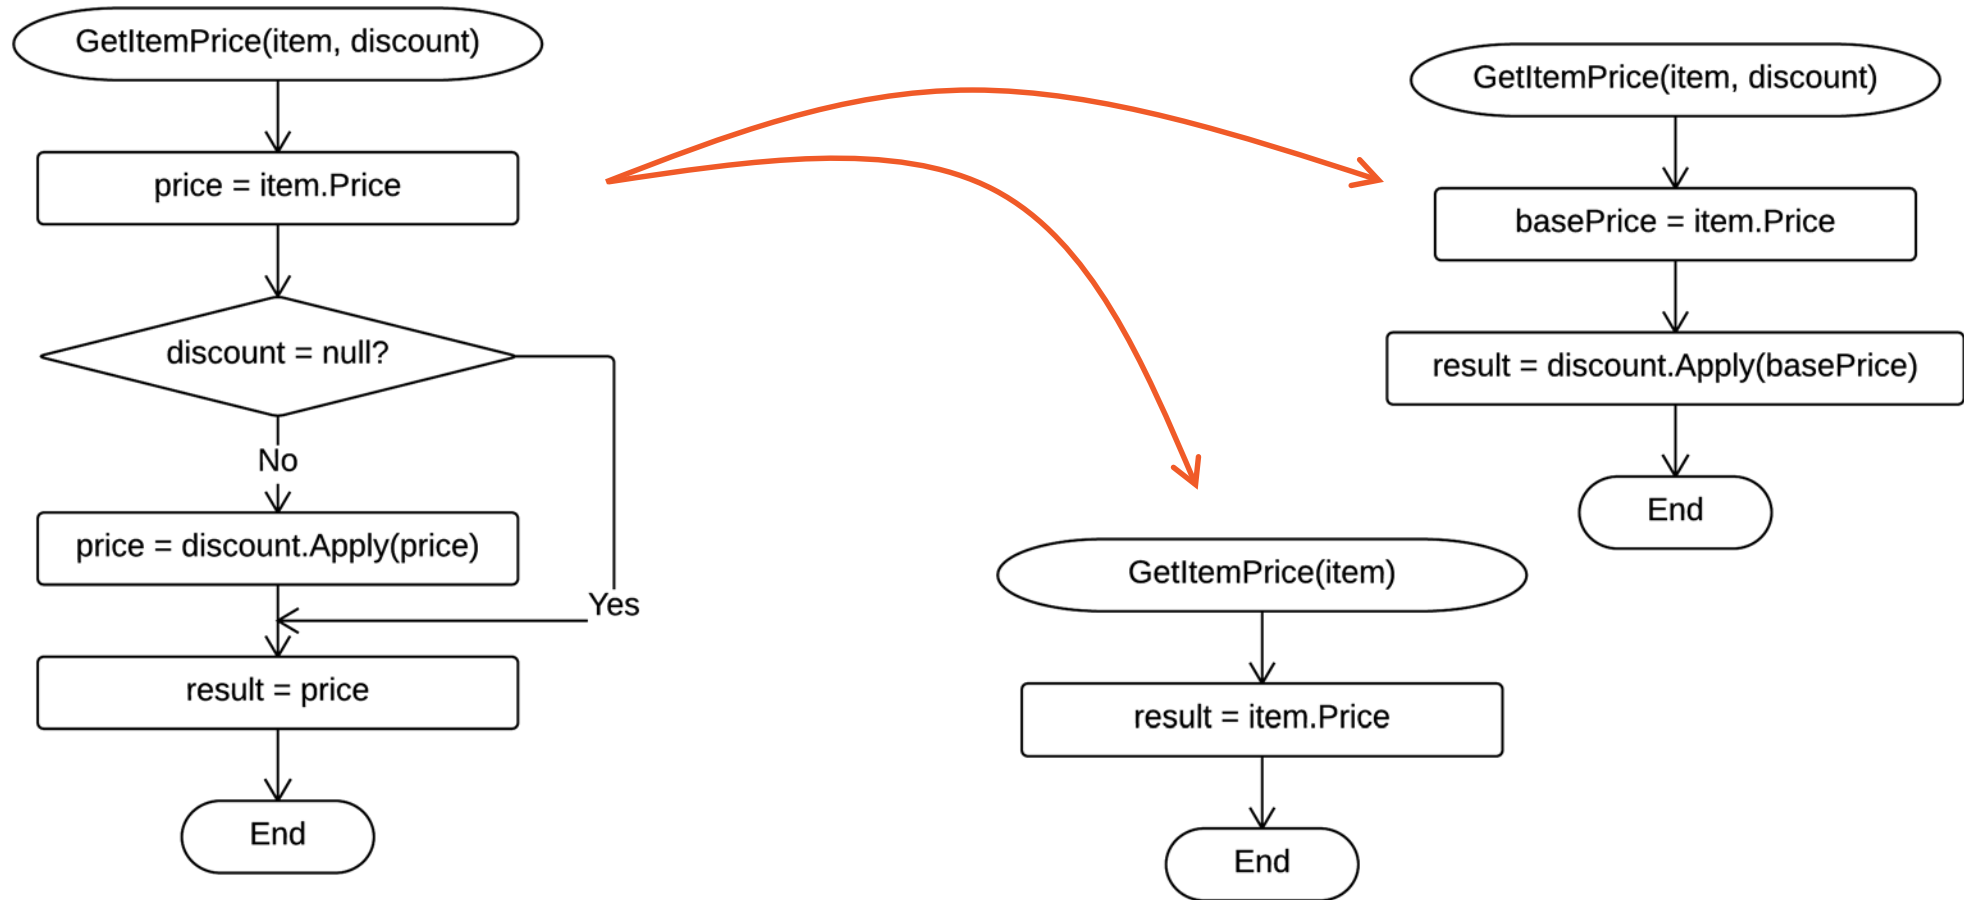 GetItemPrice(item, discount)
price = item.Price
discount = null?
No
price = discount.Apply(price)
Yes
result = price
End
GetItemPrice(item, discount)
basePrice = item.Price
result = discount.Apply(basePrice)
End
GetItemPrice(item)
result = item.Price
End